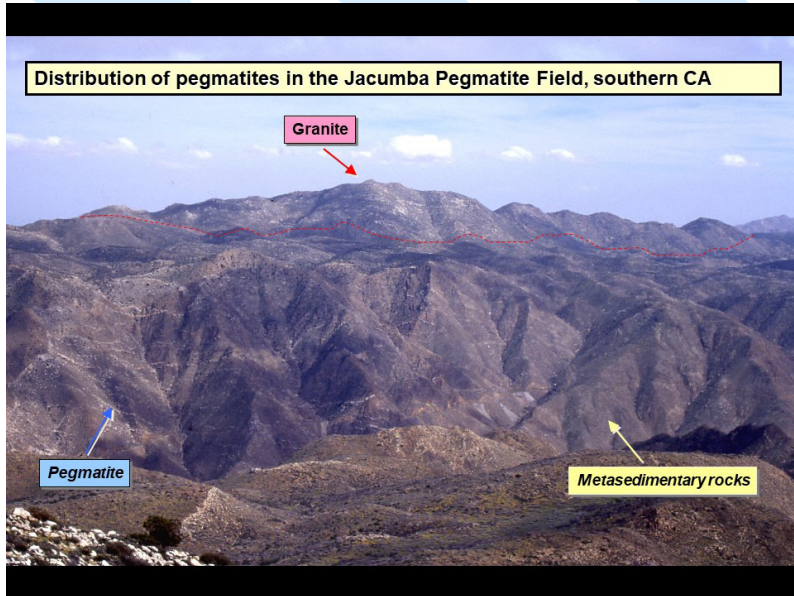 Distribution of pegmatites in the Jacumba Pegmatite Field, southern CA
Granite
Pegmatite
Metasedimentary rocks